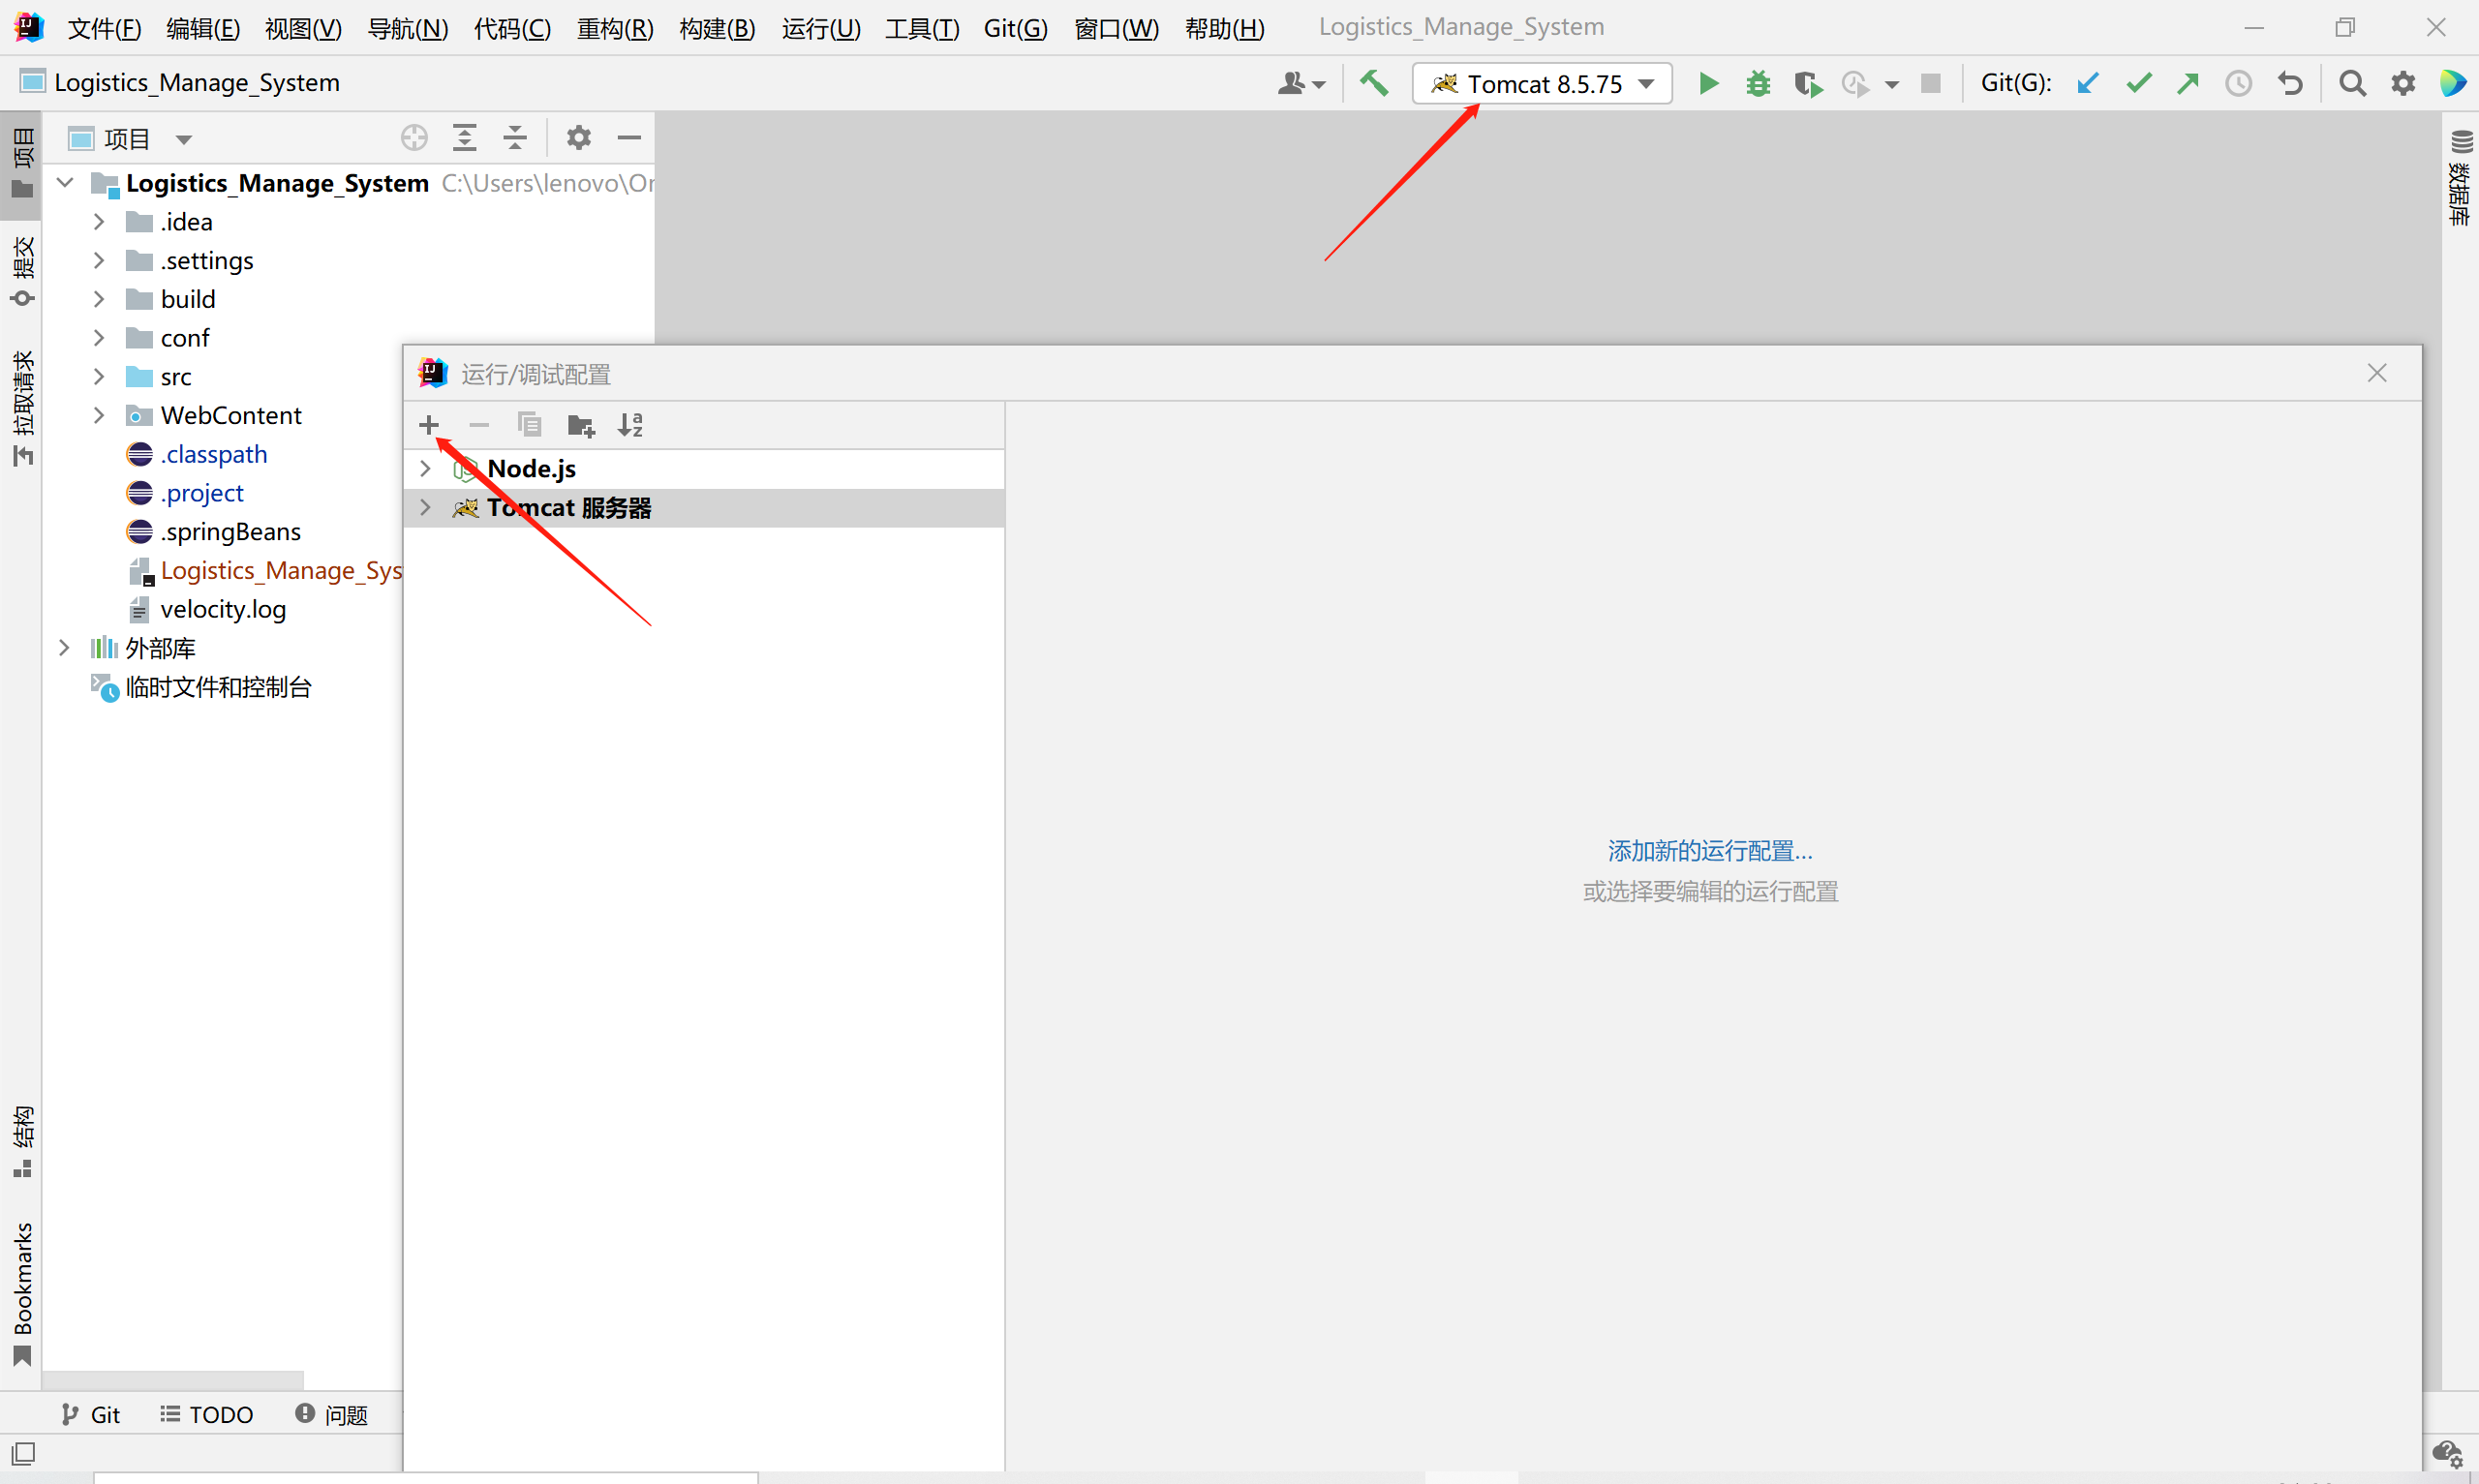 文件(F) 编辑(E) 视图(V) 导航(N) 代码(C) 重构(R) 构建(B) 运行(U) 工具(T) Git(G) 窗口(W) 帮助(H) Logistics_Manage_System
Logistics_Manage_System
Tomcat 8.5.75
Git(G):
项目
项目
提交
拉取请求
结构
Bookmarks
数据库
Logistics_Manage_System C:\Users\lenovo\Or
.idea
.settings
build
conf
src
WebContent
.classpath
.project
.springBeans
Logistics_Manage_Sys
velocity.log
外部库
临时文件和控制台
运行/调试配置
Node.js
Tomcat 服务器
添加新的运行配置...
或选择要编辑的运行配置
Git TODO 问题